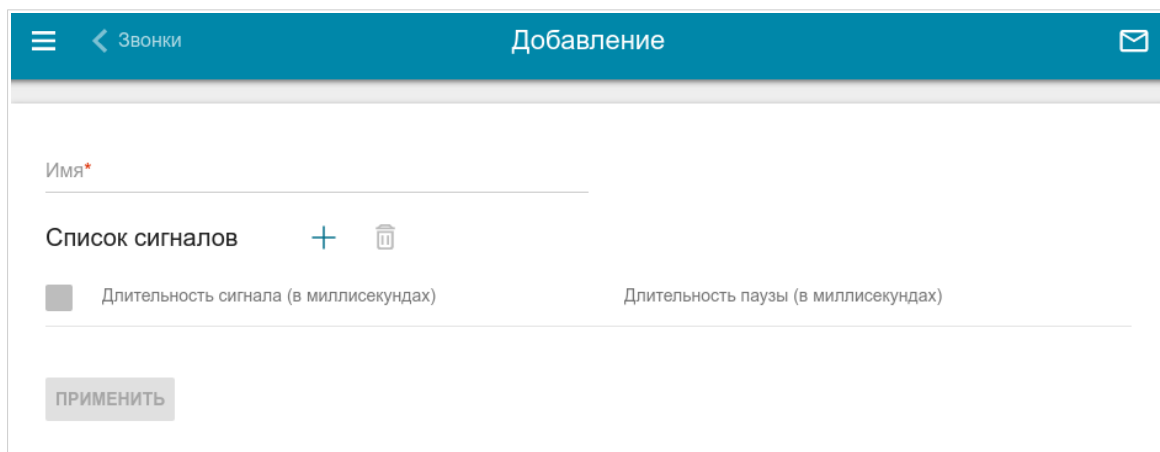 Звонки
Добавление
Имя*
Список сигналов
Длительность сигнала (в миллисекундах) Длительность паузы (в миллисекундах)
ПРИМЕНИТЬ